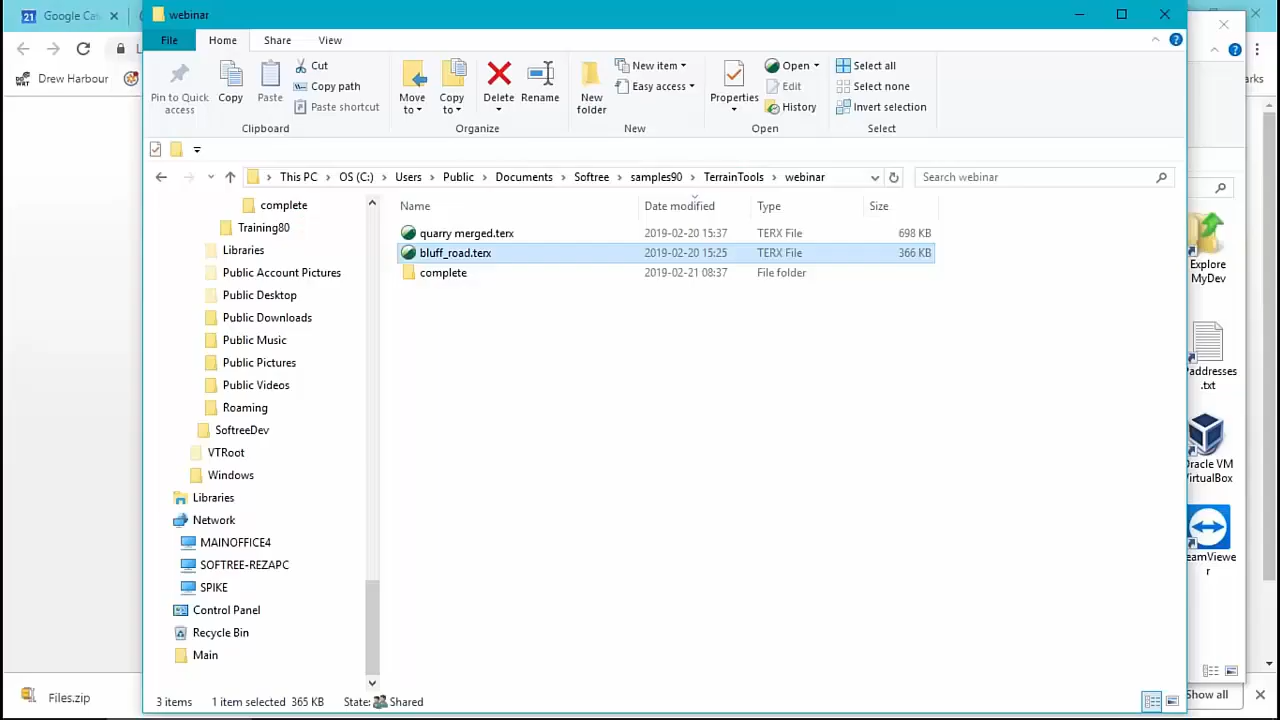 21 Google Ca
webinar
Drew Harbour
File Home Share View
Pin to Quick access
Copy
Paste
Cut
Copy path
Paste shortcut
Clipboard
Move to
Copy to
Delete
Rename
Organize
New folder
New item
Easy access
New
Properties
Open
Edit
History
Open
Select all
Select none
Invert selection
Select
This PC > OS (C:) > Users > Public > Documents > Softree > samples90 > TerrainTools > webinar
Search webinar
Name Date modified Type Size
quarry merged.terx 2019-02-20 15:37 TERX File 698 KB
bluff_road.terx 2019-02-20 15:25 TERX File 366 KB
complete 2019-02-21 08:37 File folder
complete
Training80
Libraries
Public Account Pictures
Public Desktop
Public Downloads
Public Music
Public Pictures
Public Videos
Roaming
SoftreeDev
VTRoot
Windows
Libraries
Network
MAINOFFICE4
SOFTREE-REZAPC
SPIKE
Control Panel
Recycle Bin
Main
3 items 1 item selected 365 KB State: Shared
arks
Explore
MyDev
Paddresses
.txt
Oracle VM
VirtualBox
eamViewe
r
Files.zip
Show all